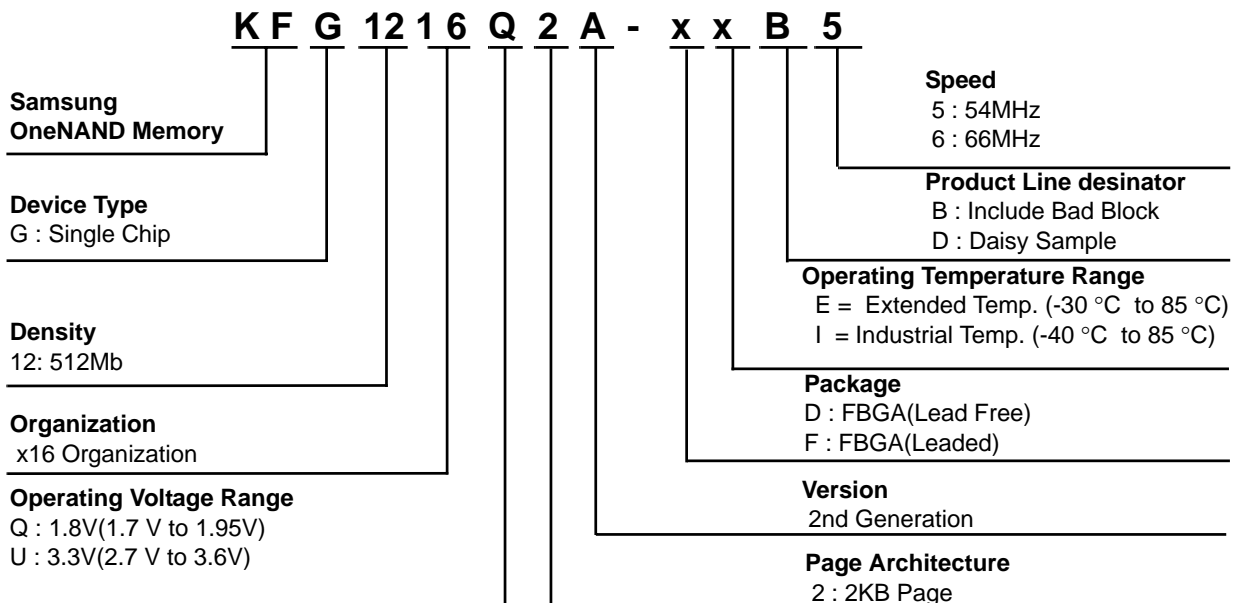 K F G 12 1 6 Q 2 A - x x B 5
Samsung
OneNAND Memory
Device Type
G : Single Chip
Density
12: 512Mb
Organization
x16 Organization
Operating Voltage Range
Q : 1.8V(1.7 V to 1.95V)
U : 3.3V(2.7 V to 3.6V)
Speed
5 : 54MHz
6 : 66MHz
Product Line desinator
B : Include Bad Block
D : Daisy Sample
Operating Temperature Range
E = Extended Temp. (-30 °C to 85 °C)
I = Industrial Temp. (-40 °C to 85 °C)
Package
D : FBGA(Lead Free)
F : FBGA(Leaded)
Version
2nd Generation
Page Architecture
2 : 2KB Page